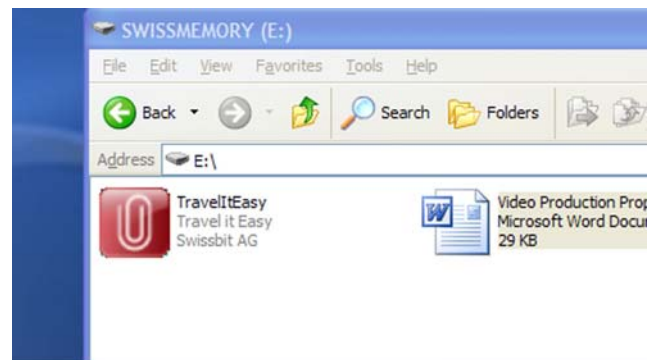 SWISSMEMORY (E:)
File Edit View Favorites Tools Help
Back Search Folders
Address E:\
TravelItEasy
Travel it Easy
Swissbit AG
Video Production Prop
Microsoft Word Docu
29 KB